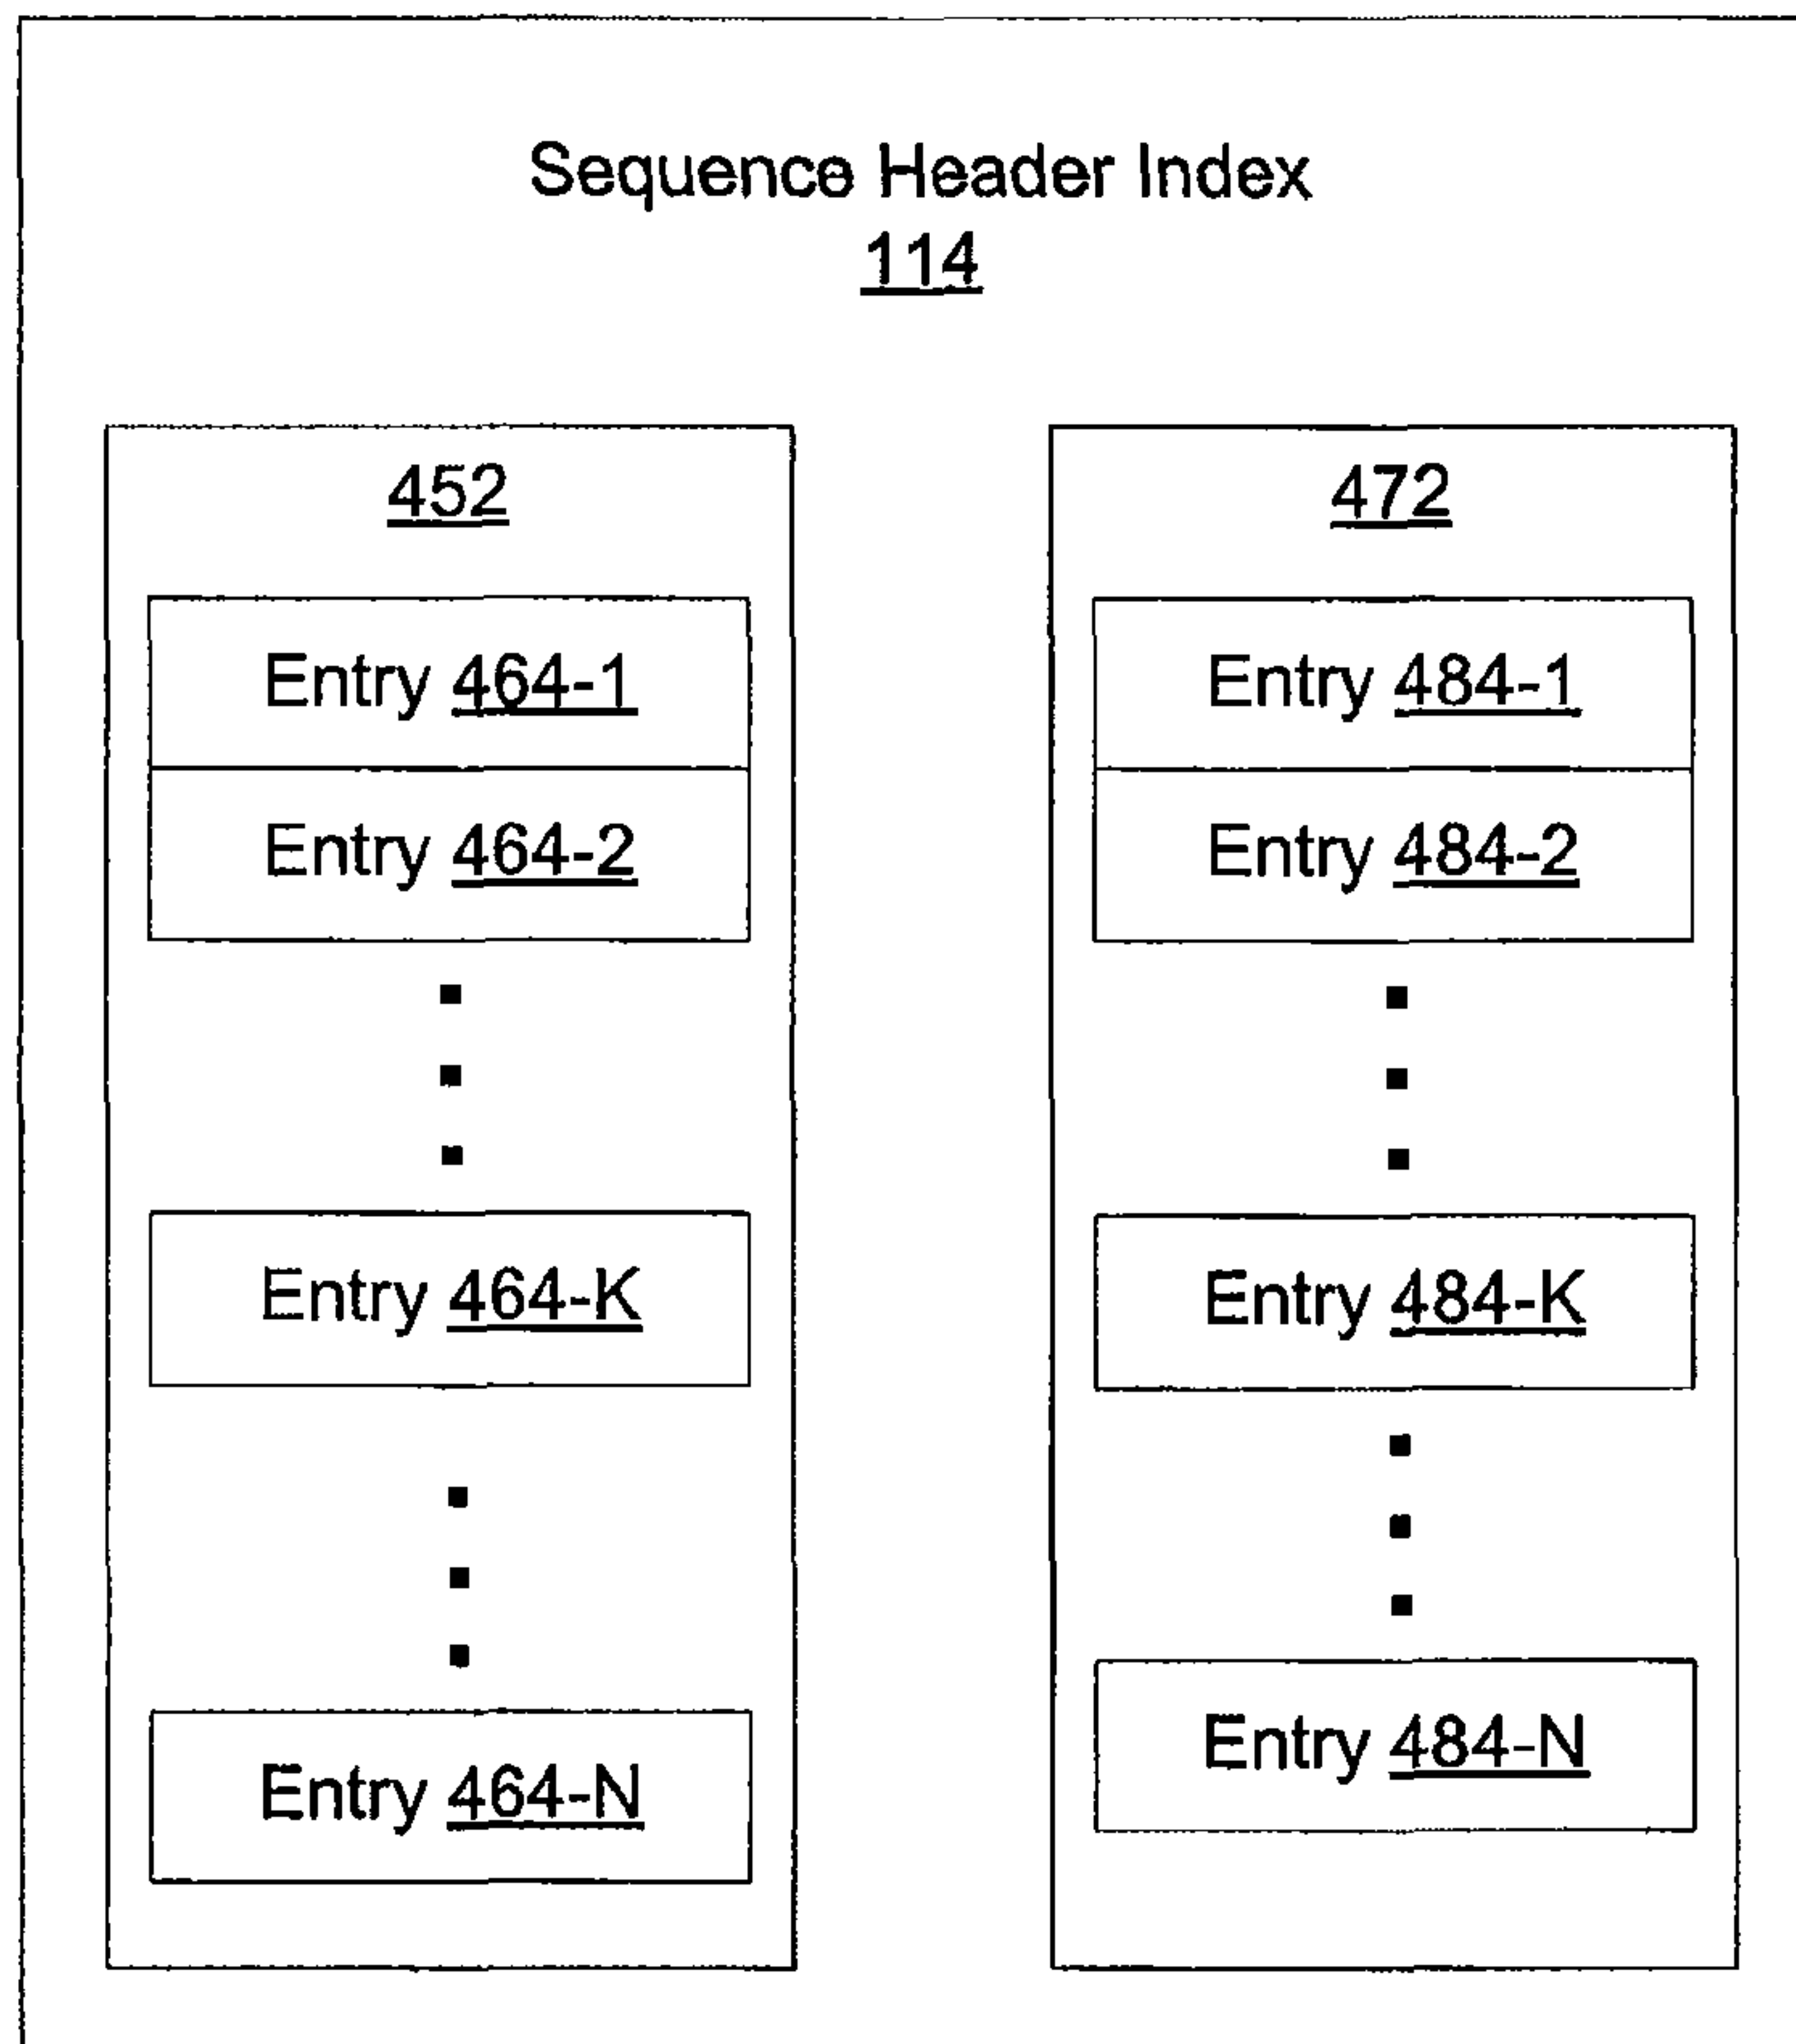 Sequence Header Index
114
452
Entry 464-1
Entry 464-2
Entry 464-K
Entry 464-N
472
Entry 484-1
Entry 484-2
Entry 484-K
Entry 484-N